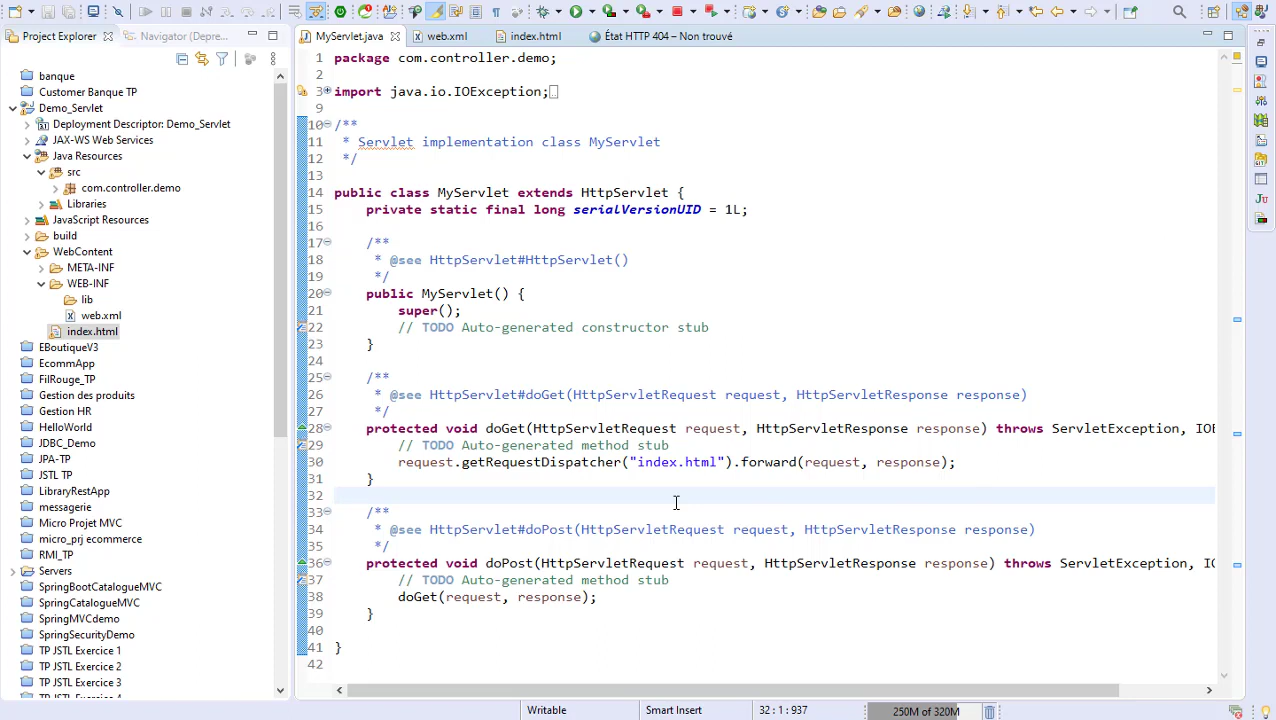 Project Explorer
Navigator (Depre...
banque
Customer Banque TP
Demo_Servlet
Deployment Descriptor: Demo_Servlet
JAX-WS Web Services
Java Resources
src
com.controller.demo
Libraries
JavaScript Resources
build
WebContent
META-INF
WEB-INF
lib
web.xml
index.html
EBoutiqueV3
EcommApp
FilRouge_TP
Gestion des produits
Gestion HR
HelloWorld
JDBC_Demo
JPA-TP
JSTL TP
LibraryRestApp
messagerie
Micro Projet MVC
micro_prj ecommerce
RMI_TP
Servers
SpringBootCatalogueMVC
SpringCatalogueMVC
SpringMVCdemo
SpringSecurityDemo
TP JSTL Exercice 1
TP JSTL Exercice 2
TP JSTL Exercice 3
TP JSTL Exercice 4
MyServlet.java
web.xml
index.html
État HTTP 404 – Non trouvé
1 package com.controller.demo;
2
3 import java.io.IOException;
9
10 /**
11 * Servlet implementation class MyServlet
12 */
13
14 public class MyServlet extends HttpServlet {
15 private static final long serialVersionUID = 1L;
16
17 /**
18 * @see HttpServlet#HttpServlet()
19 */
20 public MyServlet() {
21 super();
22 // TODO Auto-generated constructor stub
23 }
24
25 /**
26 * @see HttpServlet#doGet(HttpServletRequest request, HttpServletResponse response)
27 */
28 protected void doGet(HttpServletRequest request, HttpServletResponse response) throws ServletException, IOE
29 // TODO Auto-generated method stub
30 request.getRequestDispatcher("index.html").forward(request, response);
31 }
32
33 /**
34 * @see HttpServlet#doPost(HttpServletRequest request, HttpServletResponse response)
35 */
36 protected void doPost(HttpServletRequest request, HttpServletResponse response) throws ServletException, IO
37 // TODO Auto-generated method stub
38 doGet(request, response);
39 }
40
41 }
42
Writable
Smart Insert
32 : 1 : 937
250M of 320M